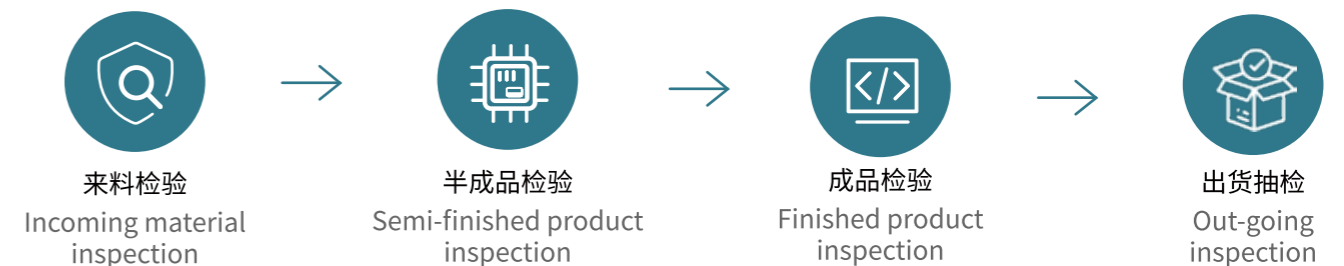 来料检验
Incoming material
inspection
半成品检验
Semi-finished product
inspection
成品检验
Finished product
inspection
出货抽检
Out-going
inspection